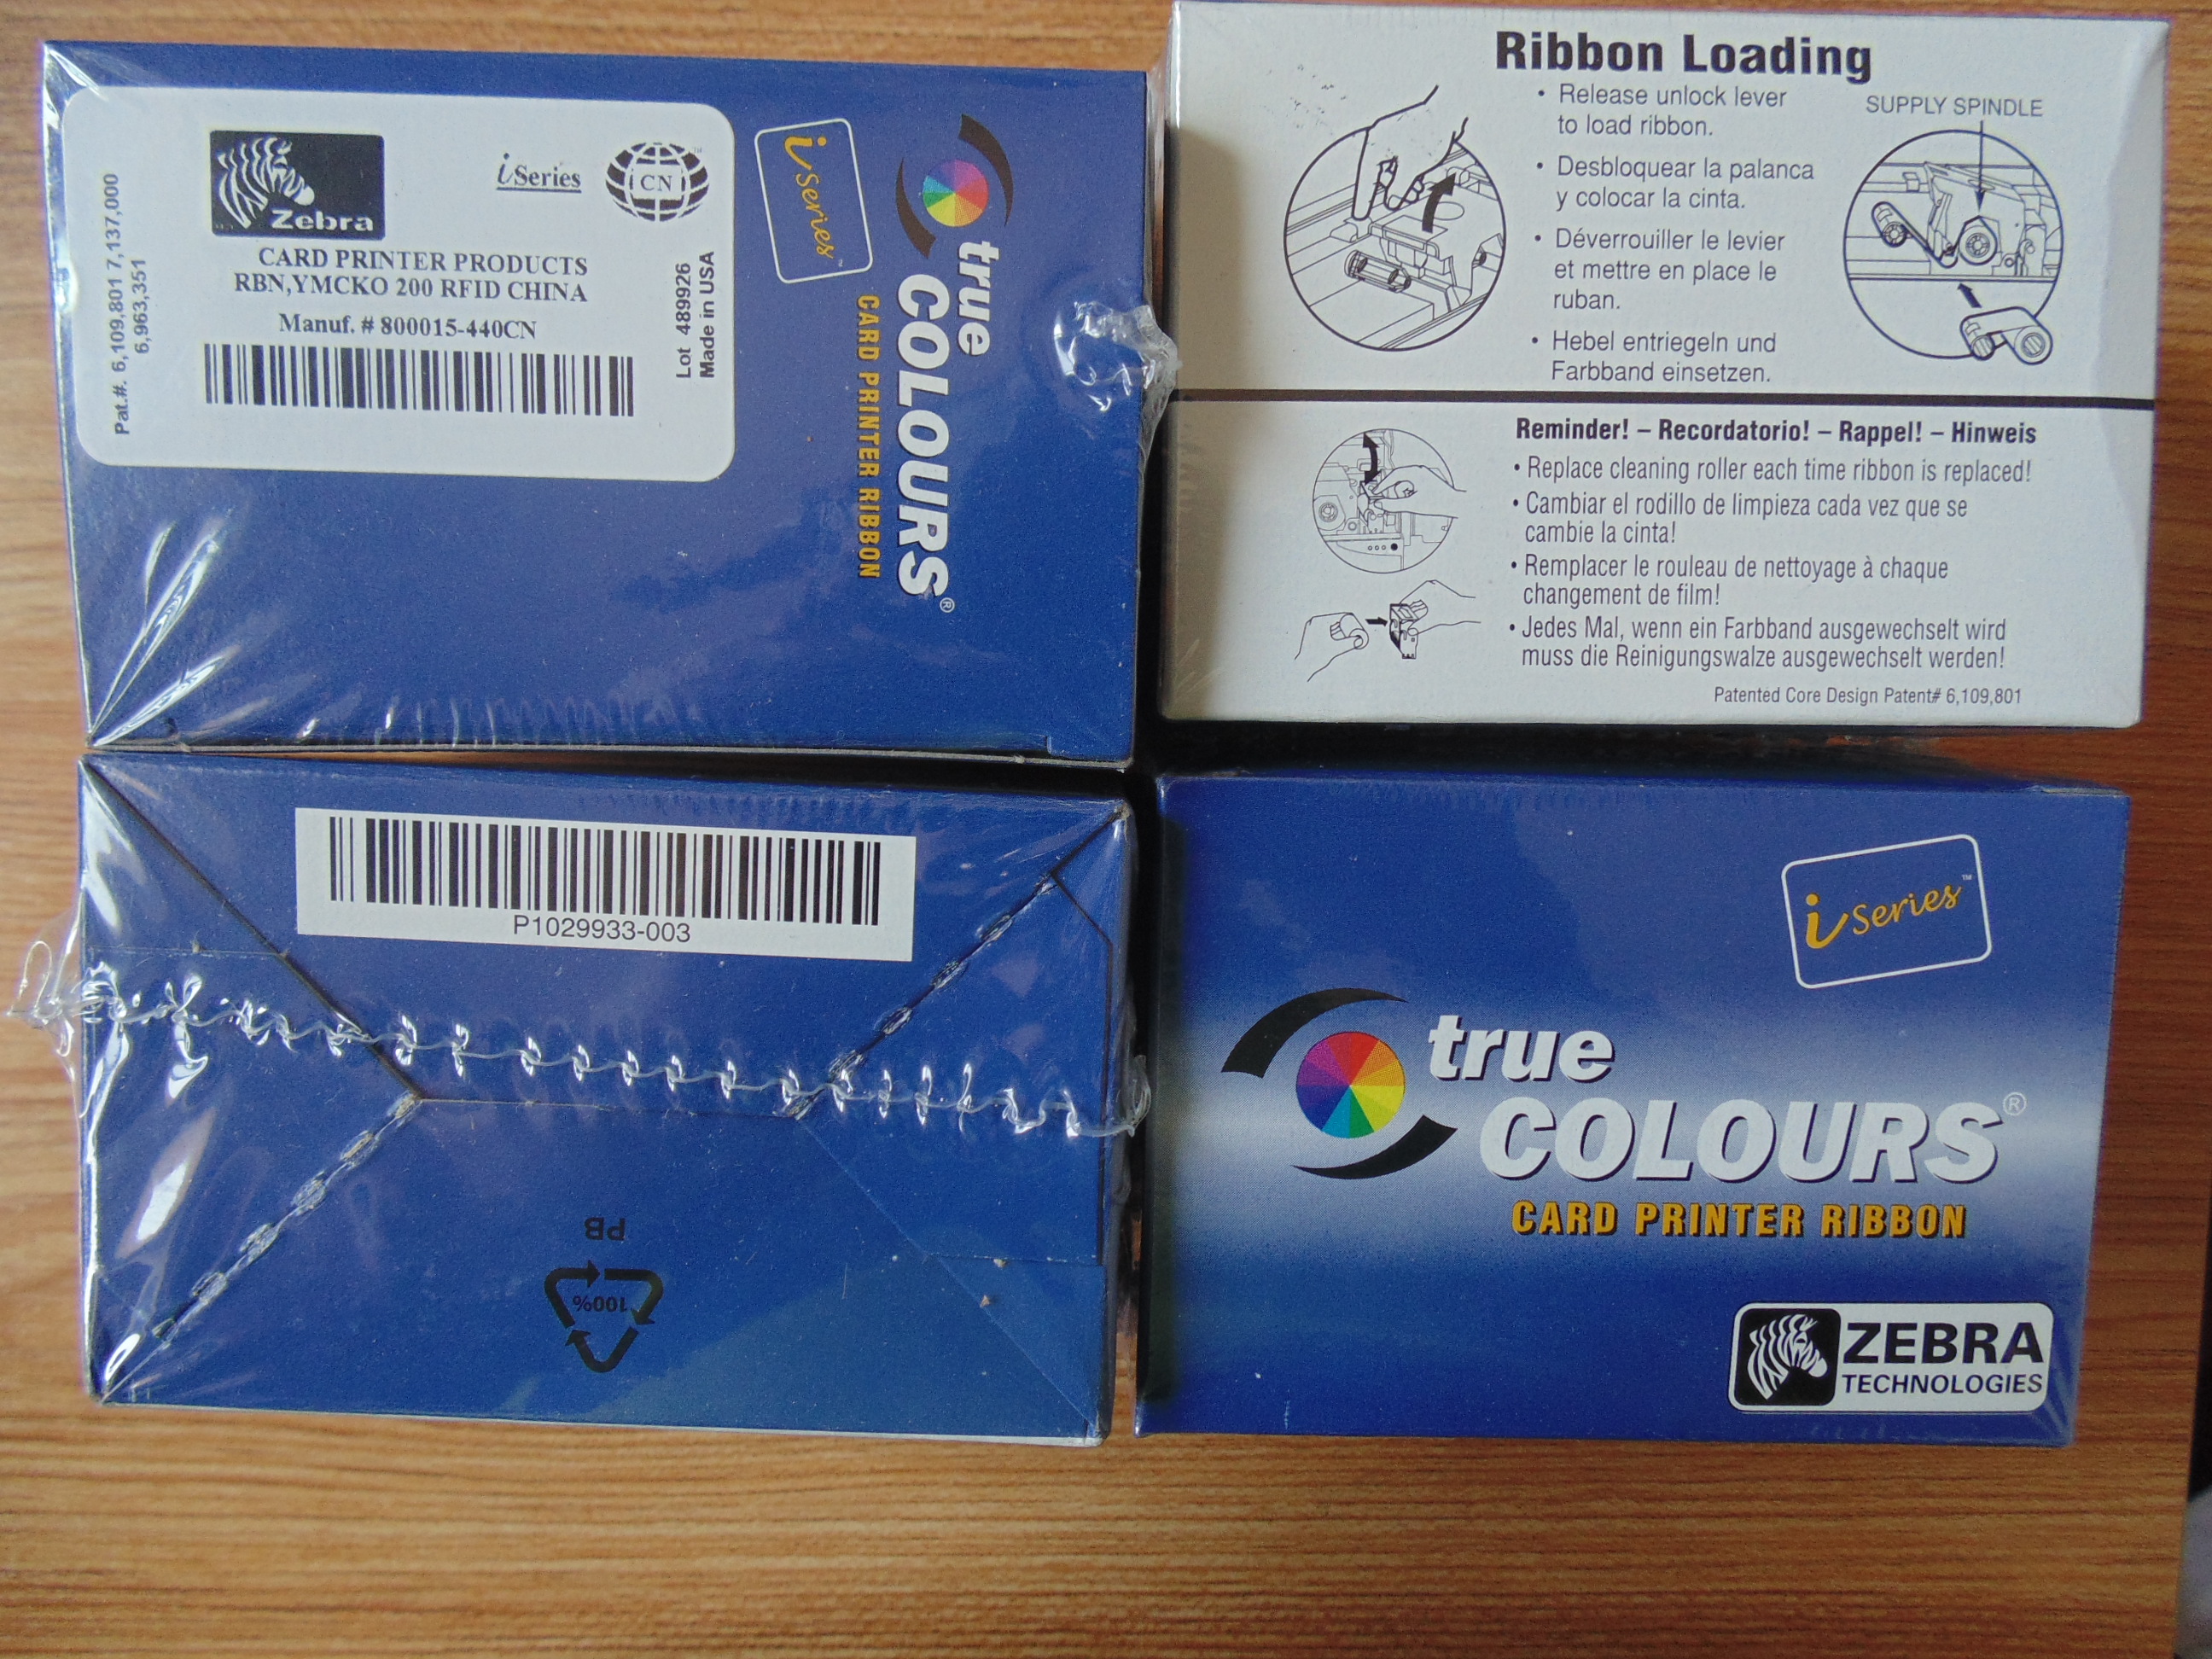 Zebra
i Series
CN
TM
CARD PRINTER PRODUCTS
RBN,YMCKO 200 RFID CHINA
Manuf. # 800015-440CN
Pat.#. 6,109,801 7,137,000
6,963,351
Lot 489926
Made in USA
i Series
true
COLOURS®
CARD PRINTER RIBBON
Ribbon Loading
• Release unlock lever
to load ribbon.
• Desbloquear la palanca
y colocar la cinta.
• Déverrouiller le levier
et mettre en place le
ruban.
• Hebel entriegeln und
Farbband einsetzen.
SUPPLY SPINDLE
Reminder! – Recordatorio! – Rappel! – Hinweis
• Replace cleaning roller each time ribbon is replaced!
• Cambiar el rodillo de limpieza cada vez que se
cambie la cinta!
• Remplacer le rouleau de nettoyage à chaque
changement de film!
• Jedes Mal, wenn ein Farbband ausgewechselt wird
muss die Reinigungswalze ausgewechselt werden!
Patented Core Design Patent# 6,109,801
P1029933-003
PB
100%
i Series™
true
COLOURS®
CARD PRINTER RIBBON
ZEBRA
TECHNOLOGIES